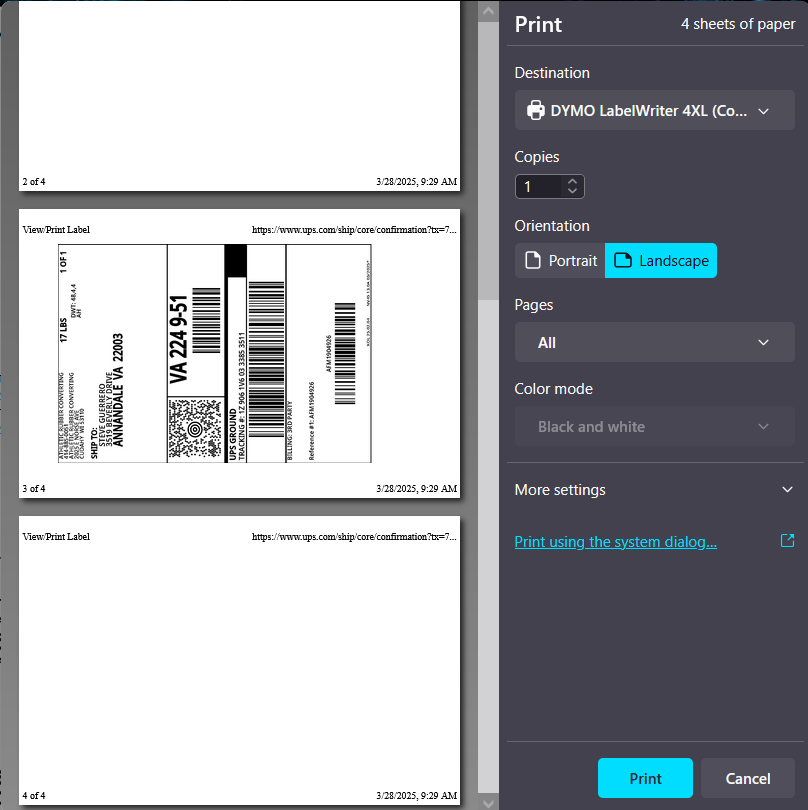 2 of 4
3/28/2025, 9:29 AM
View/Print Label
https://www.ups.com/ship/core/confirmation?tx=7...
ATHLETIC RUBBER CONVERTING
ATHLETIC RUBBER CONVERTING
CUDAHY WI 53110
17 LBS
1 OF 1
DWT: 48,4,4
AH
SHIP TO:
STEVE GUERRERO
3519 BEVERLY DRIVE
ANNANDALE VA 22003
VA 224 9-51
UPS GROUND
TRACKING #: 1Z 906 1V6 03 3385 3511
BILLING: 3RD PARTY
Reference #1: AFM1904926
AFM1904926
3 of 4
3/28/2025, 9:29 AM
View/Print Label
https://www.ups.com/ship/core/confirmation?tx=7...
4 of 4
3/28/2025, 9:29 AM
Print
4 sheets of paper
Destination
DYMO LabelWriter 4XL (Co...
Copies
1
Orientation
Portrait
Landscape
Pages
All
Color mode
Black and white
More settings
Print using the system dialog...
Print
Cancel